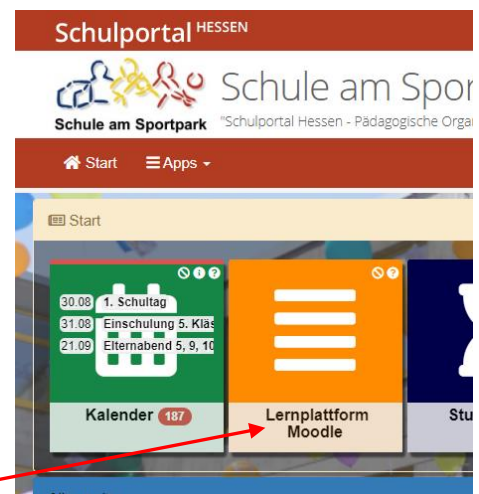 Schulportal HESSEN
Schule am Spor
Schule am Sportpark
"Schulportal Hessen - Pädagogische Orga
Start Apps
Start
30.08 1. Schultag
31.08 Einschulung 5. Kläs
21.09 Elternabend 5, 9, 10
Kalender 187
Lernplattform
Moodle
Stu